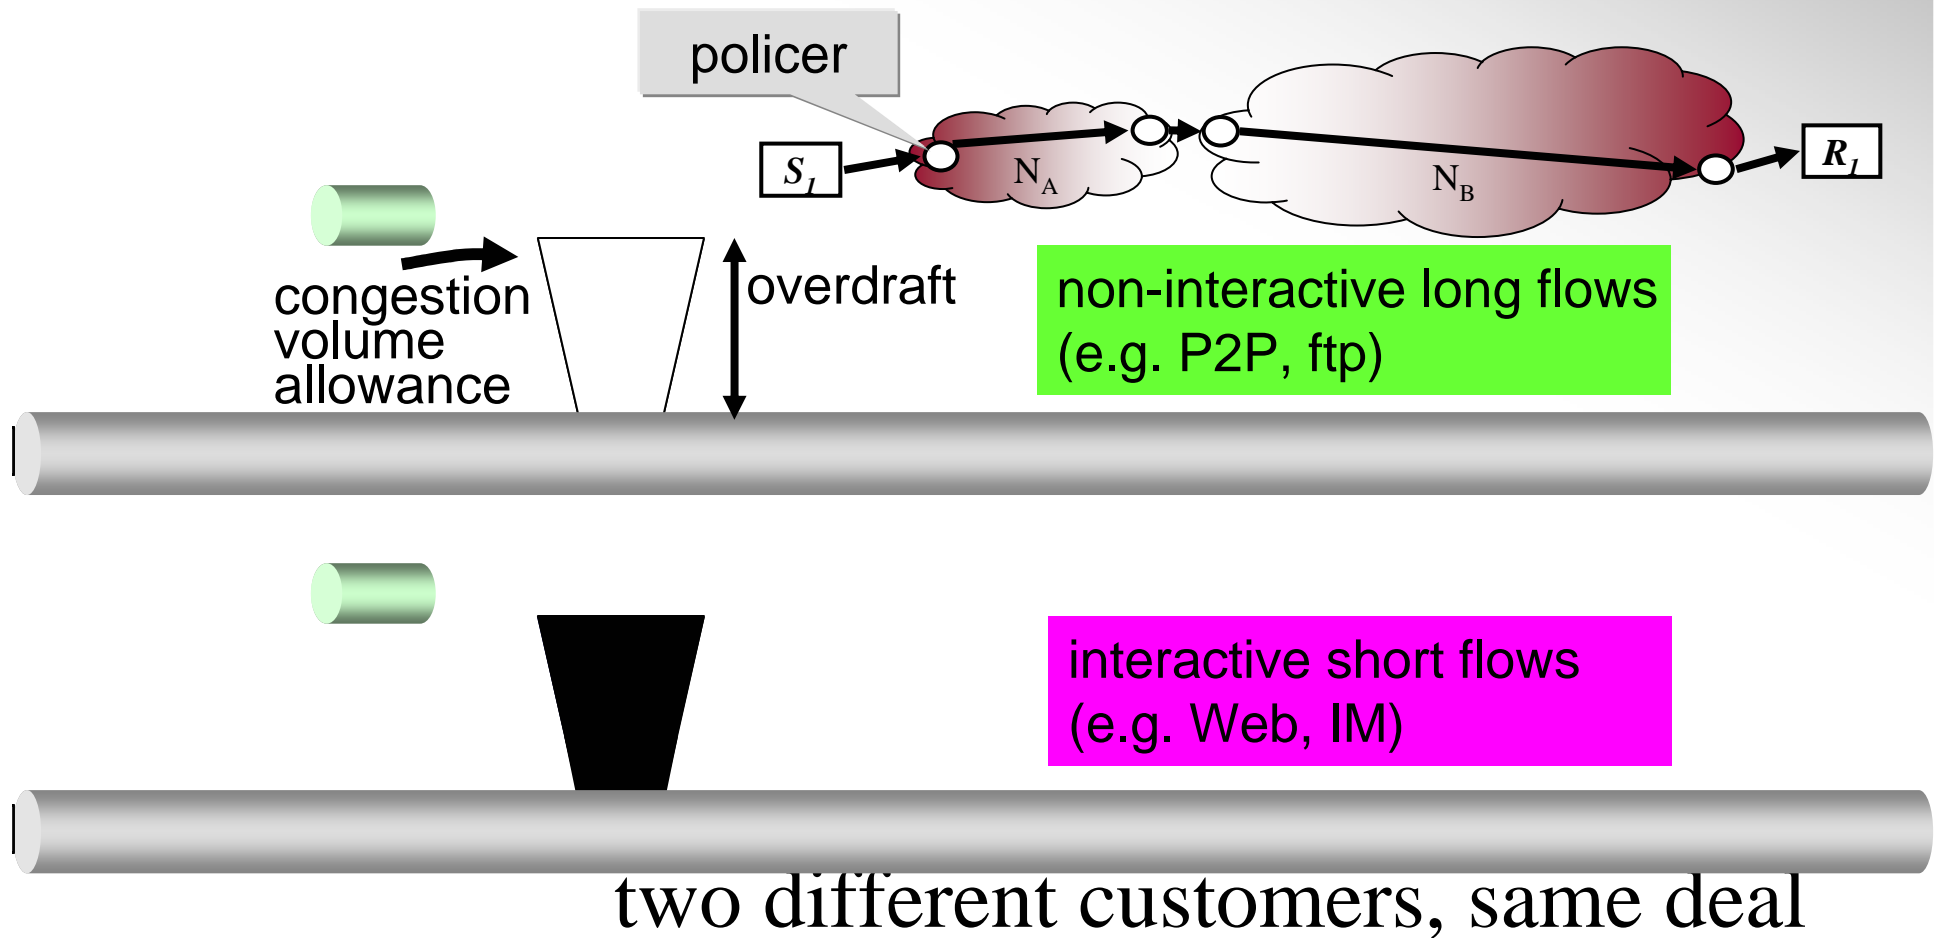 policer
S1
NA
NB
R1
congestion
volume
allowance
overdraft
non-interactive long flows
(e.g. P2P, ftp)
interactive short flows
(e.g. Web, IM)
two different customers, same deal